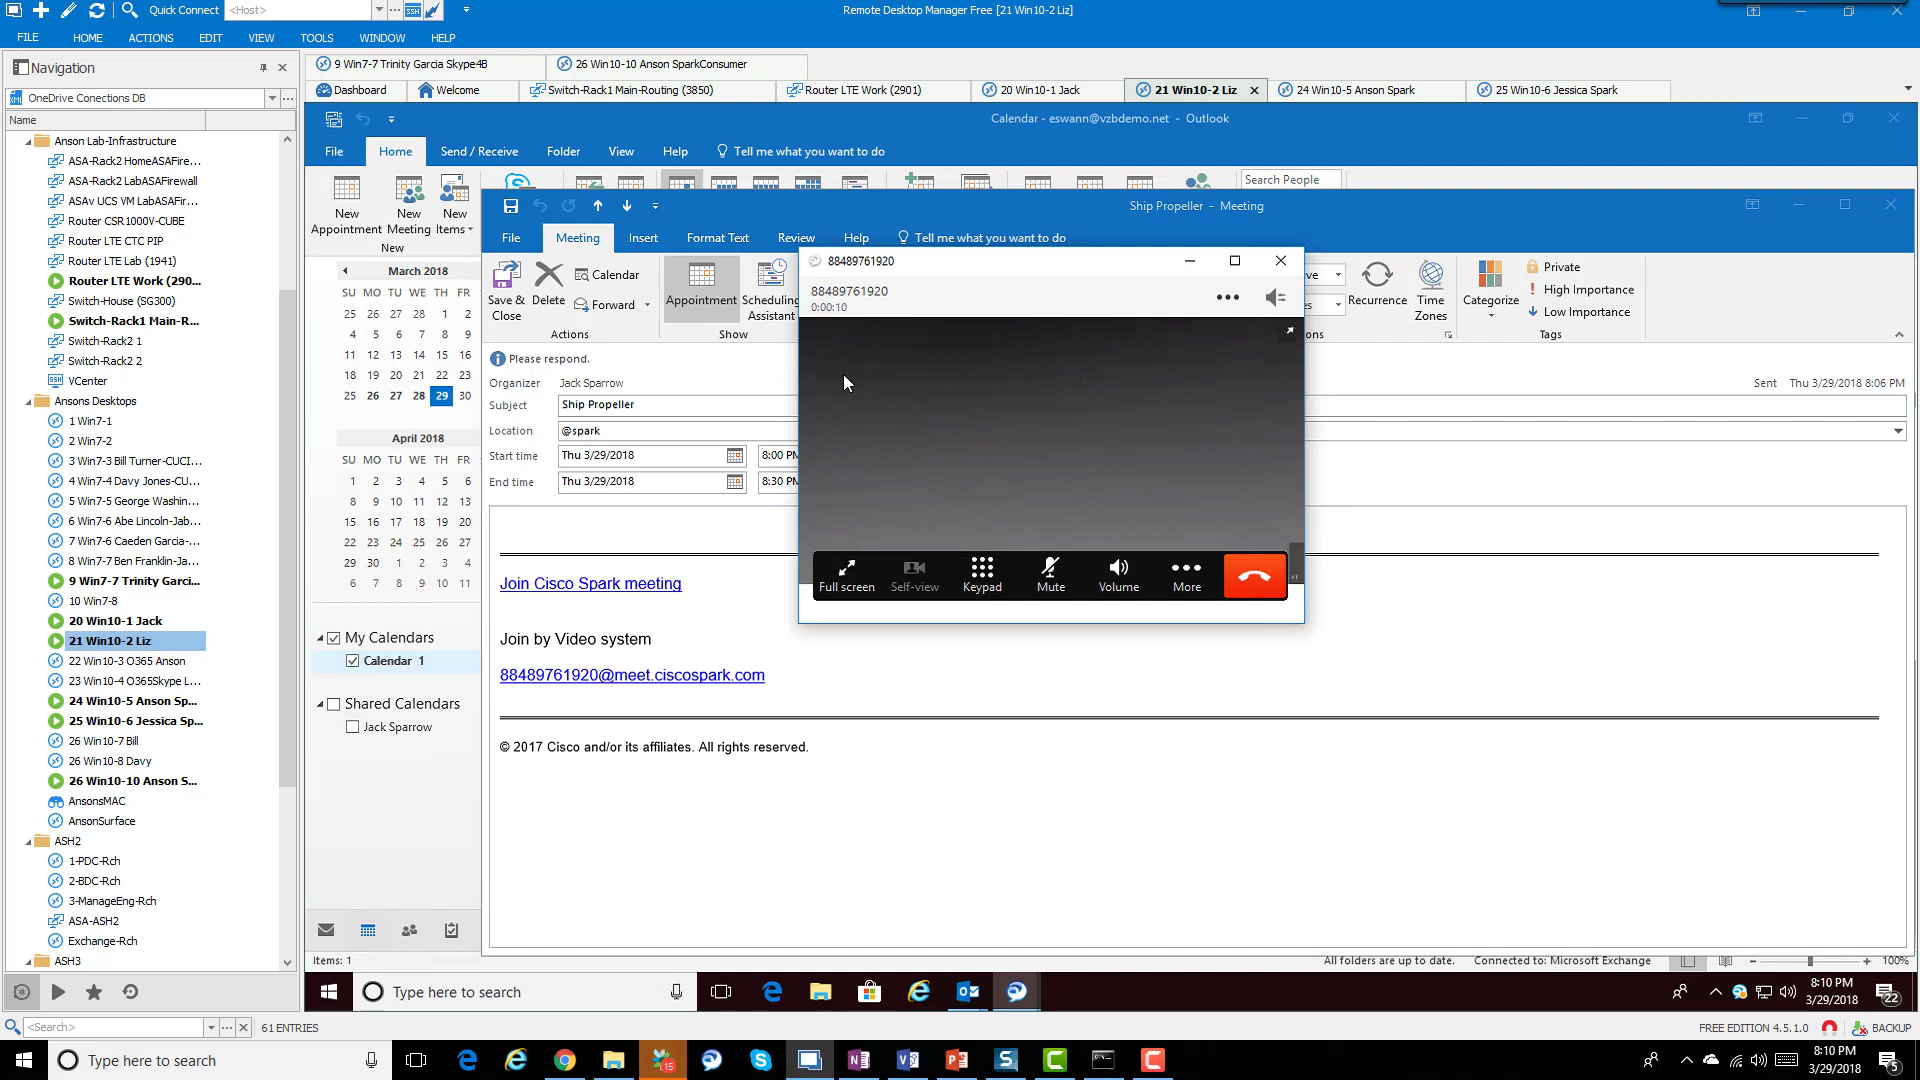 Quick Connect <Host> Remote Desktop Manager Free [21 Win10-2 Liz]
FILE HOME ACTIONS EDIT VIEW TOOLS WINDOW HELP
Navigation
OneDrive Conections DB
Name
Anson Lab-Infrastructure
ASA-Rack2 HomeASAFire...
ASA-Rack2 LabASAFirewall
ASAv UCS VM LabASAFir...
Router CSR1000V-CUBE
Router LTE CTC PIP
Router LTE Lab (1941)
Router LTE Work (290...
Switch-House (SG300)
Switch-Rack1 Main-R...
Switch-Rack2 1
Switch-Rack2 2
VCenter
Ansons Desktops
1 Win7-1
2 Win7-2
3 Win7-3 Bill Turner-CUCI...
4 Win7-4 Davy Jones-CU...
5 Win7-5 George Washin...
6 Win7-6 Abe Lincoln-Jab...
7 Win7-6 Caeden Garcia-...
8 Win7-7 Ben Franklin-Ja...
9 Win7-7 Trinity Garci...
10 Win7-8
20 Win10-1 Jack
21 Win10-2 Liz
22 Win10-3 O365 Anson
23 Win10-4 O365Skype L...
24 Win10-5 Anson Sp...
25 Win10-6 Jessica Sp...
26 Win10-7 Bill
26 Win10-8 Davy
26 Win10-10 Anson S...
AnsonsMAC
AnsonSurface
ASH2
1-PDC-Rch
2-BDC-Rch
3-ManageEng-Rch
ASA-ASH2
Exchange-Rch
ASH3
<Search> 61 ENTRIES
9 Win7-7 Trinity Garcia Skype4B 26 Win10-10 Anson SparkConsumer
Dashboard Welcome Switch-Rack1 Main-Routing (3850) Router LTE Work (2901) 20 Win10-1 Jack 21 Win10-2 Liz 24 Win10-5 Anson Spark 25 Win10-6 Jessica Spark
Calendar - eswann@vzbdemo.net - Outlook
File Home Send / Receive Folder View Help Tell me what you want to do
New Appointment
New Meeting
New Items
New
Search People
March 2018
SU MO TU WE TH FR SA
25 26 27 28 1 2 3
4 5 6 7 8 9 10
11 12 13 14 15 16 17
18 19 20 21 22 23 24
25 26 27 28 29 30
April 2018
SU MO TU WE TH FR SA
1 2 3 4 5 6 7
8 9 10 11 12 13 14
15 16 17 18 19 20 21
22 23 24 25 26 27 28
29 30 1 2 3 4 5
6 7 8 9 10 11
My Calendars
Calendar 1
Shared Calendars
Jack Sparrow
Items: 1
Ship Propeller - Meeting
File Meeting Insert Format Text Review Help Tell me what you want to do
Save & Close
Delete
Calendar
Forward
Actions
Appointment
Scheduling Assistant
Show
Recurrence
Time Zones
Categorize
Private
High Importance
Low Importance
Tags
Please respond.
Organizer Jack Sparrow Sent Thu 3/29/2018 8:06 PM
Subject Ship Propeller
Location @spark
Start time Thu 3/29/2018 8:00 PM
End time Thu 3/29/2018 8:30 PM
Join Cisco Spark meeting
Join by Video system
88489761920@meet.ciscospark.com
© 2017 Cisco and/or its affiliates. All rights reserved.
88489761920
88489761920
0:00:10
Full screen Self-view Keypad Mute Volume More
All folders are up to date. Connected to: Microsoft Exchange 100%
Type here to search
8:10 PM
3/29/2018
22
FREE EDITION 4.5.1.0 BACKUP
Type here to search
15
8:10 PM
3/29/2018
5